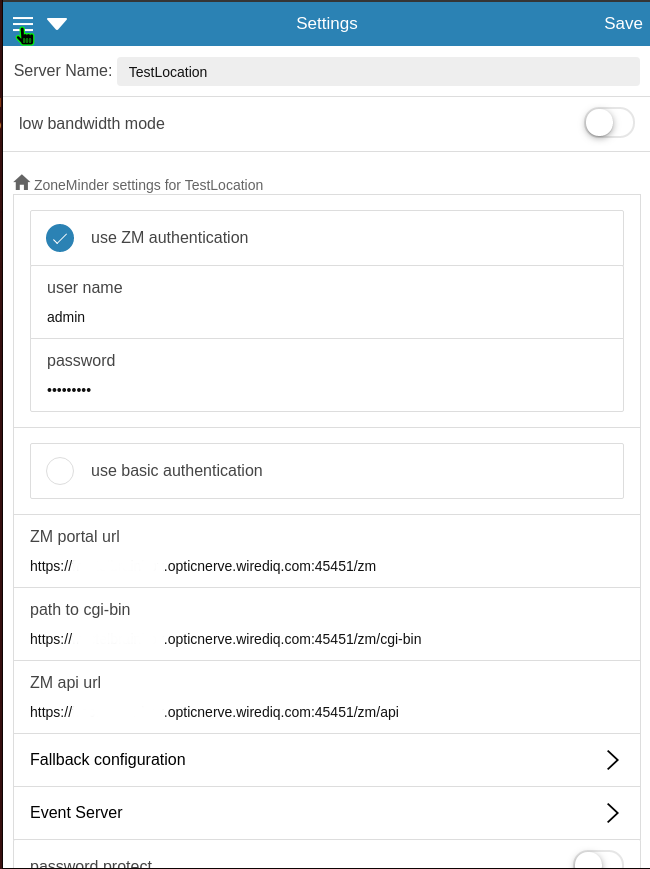 Settings
Save
Server Name: TestLocation
low bandwidth mode
ZoneMinder settings for TestLocation
use ZM authentication
user name
admin
password
•••••••••
use basic authentication
ZM portal url
https:// .opticnerve.wirediq.com:45451/zm
path to cgi-bin
https:// .opticnerve.wirediq.com:45451/zm/cgi-bin
ZM api url
https:// .opticnerve.wirediq.com:45451/zm/api
Fallback configuration
Event Server
password protect